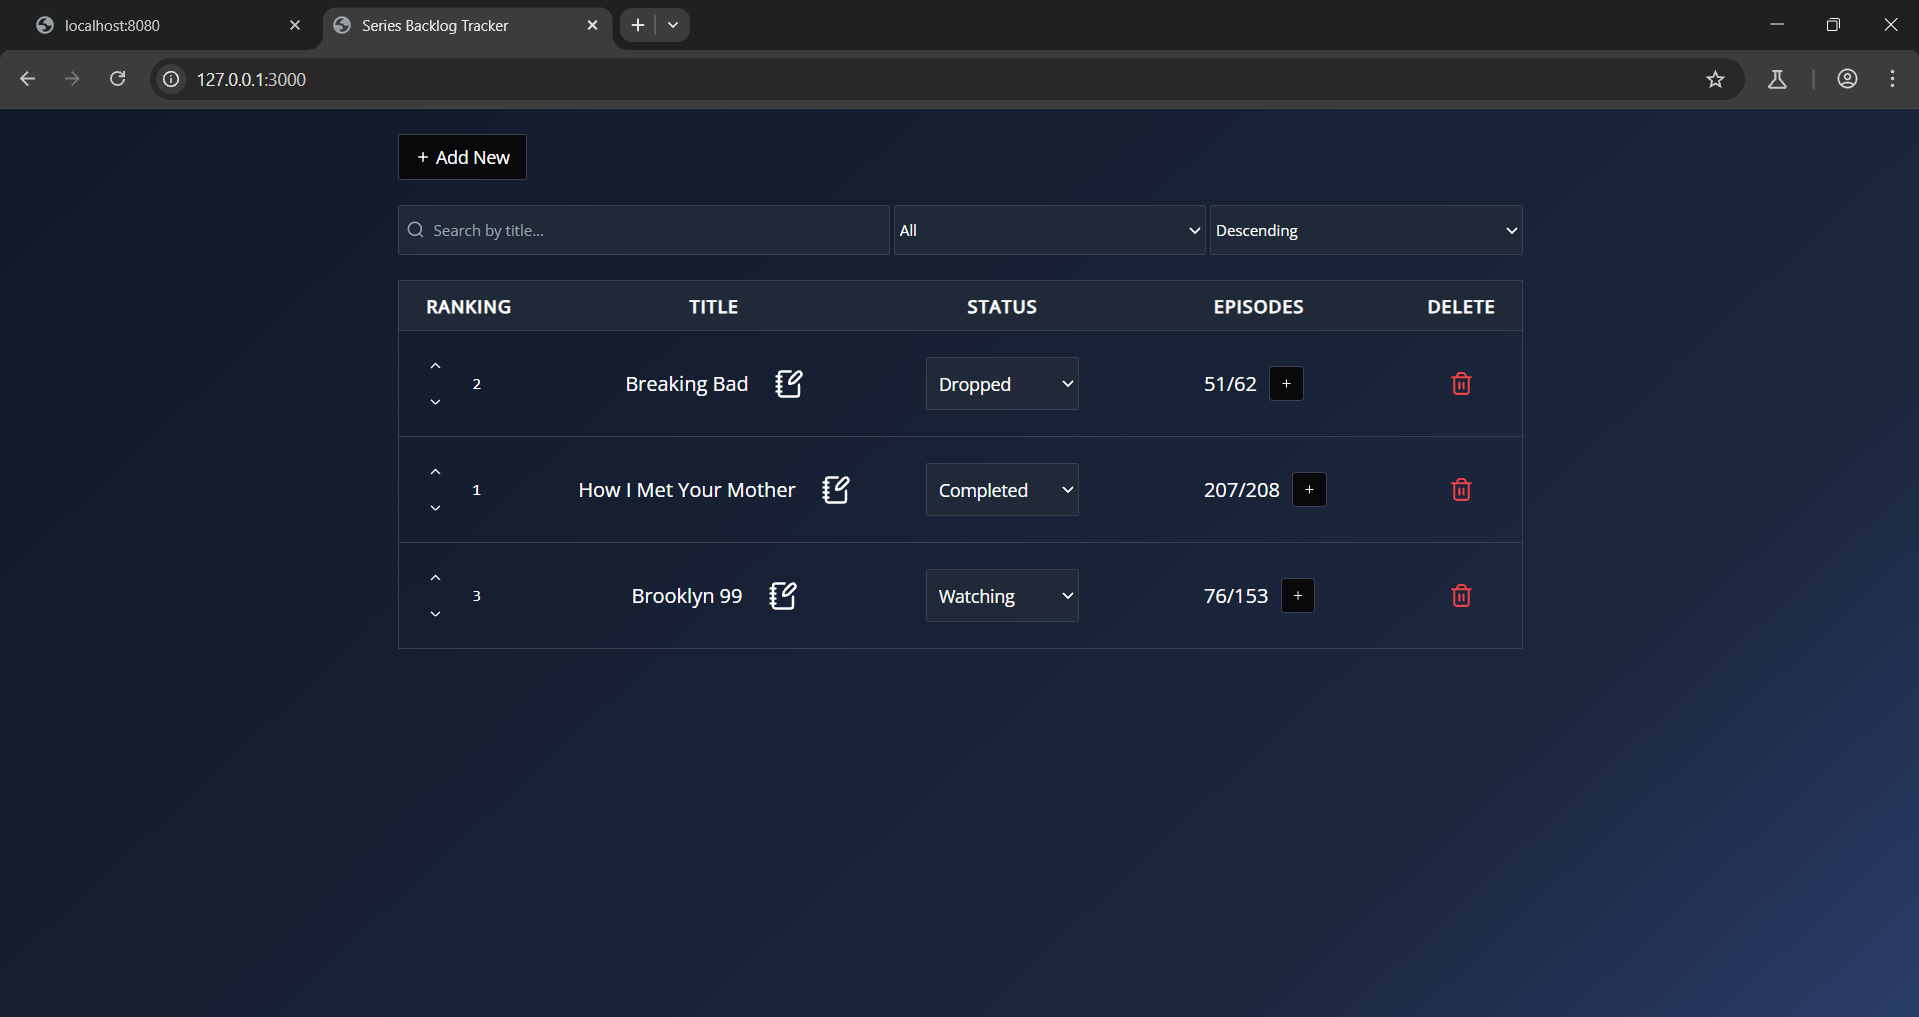 localhost:8080
Series Backlog Tracker
127.0.0.1:3000
+ Add New
Search by title...
All
Descending
RANKING TITLE STATUS EPISODES DELETE
2 Breaking Bad Dropped 51/62 +
1 How I Met Your Mother Completed 207/208 +
3 Brooklyn 99 Watching 76/153 +